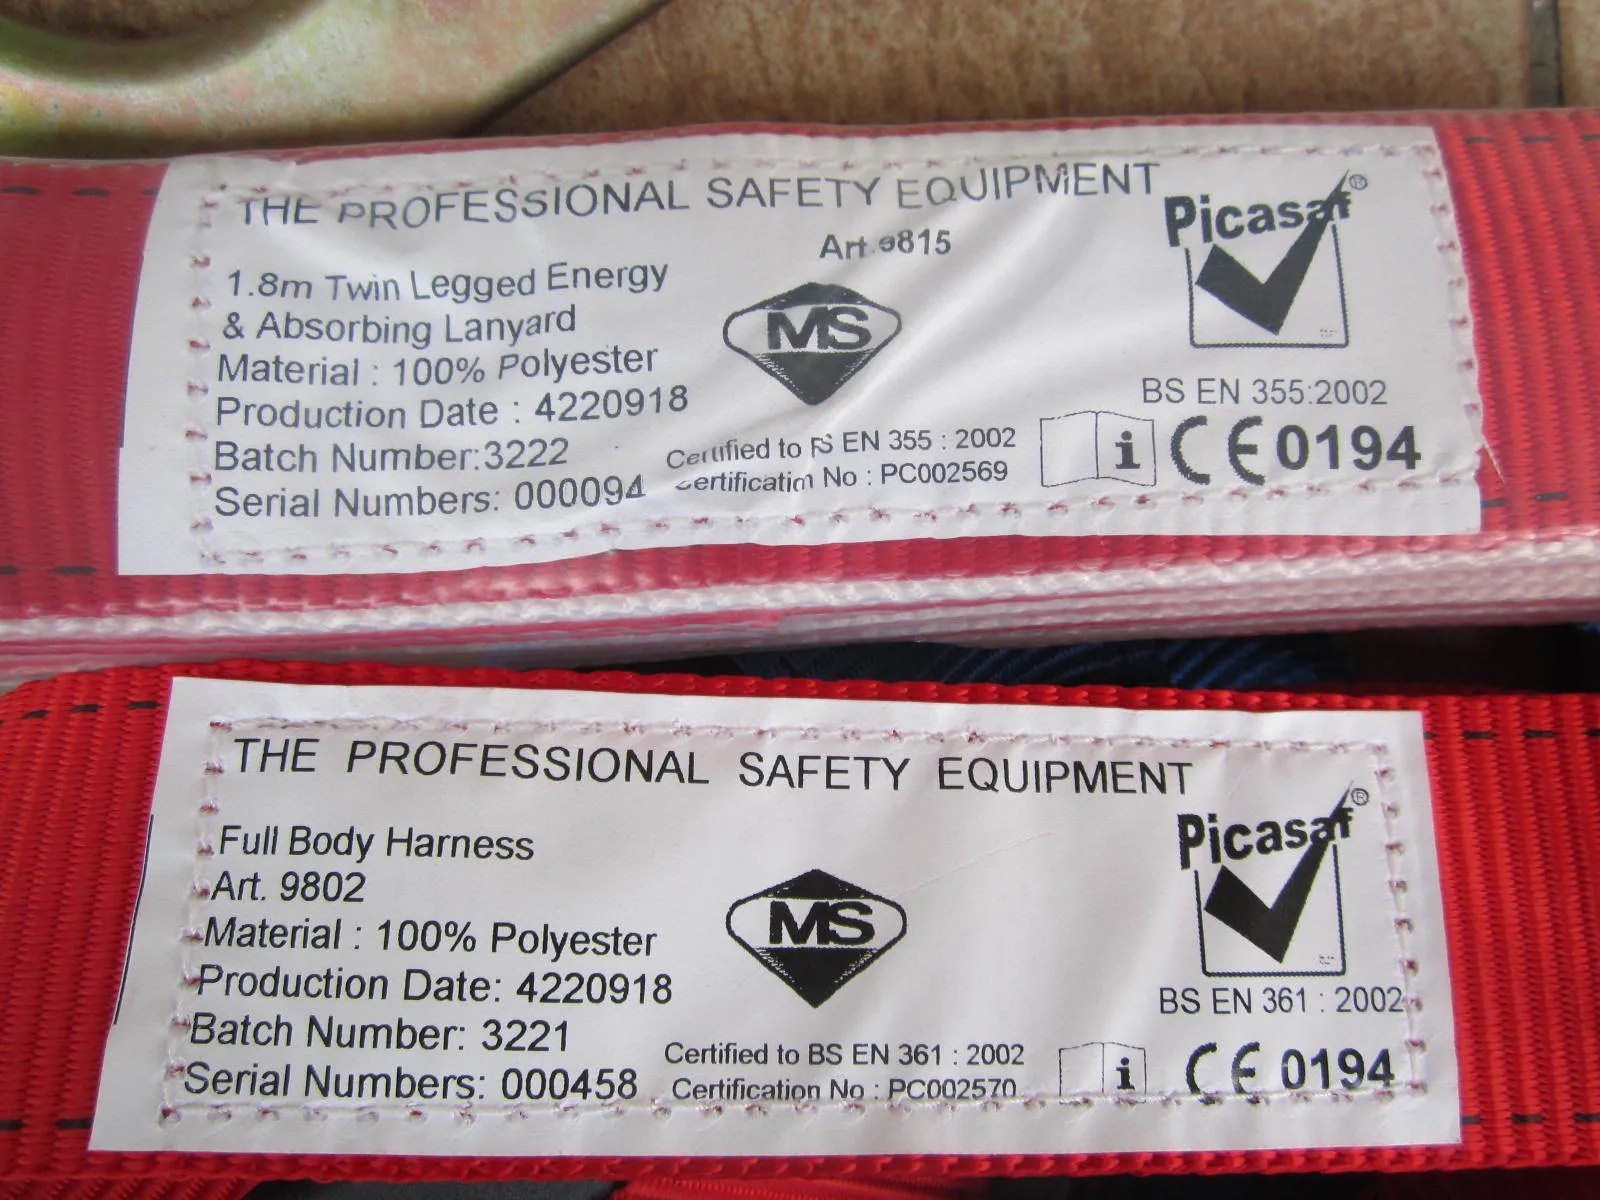 THE PROFESSIONAL SAFETY EQUIPMENT
Art.9815
Picasaf®
1.8m Twin Legged Energy
& Absorbing Lanyard
Material : 100% Polyester
Production Date : 4220918
Batch Number:3222
Serial Numbers: 000094
MS
Certified to BS EN 355 : 2002
Certification No : PC002569
BS EN 355:2002
i CE 0194
THE PROFESSIONAL SAFETY EQUIPMENT
Picasaf®
Full Body Harness
Art. 9802
Material : 100% Polyester
Production Date: 4220918
Batch Number: 3221
Serial Numbers: 000458
MS
Certified to BS EN 361 : 2002
Certification No : PC002570
BS EN 361 : 2002
i CE 0194